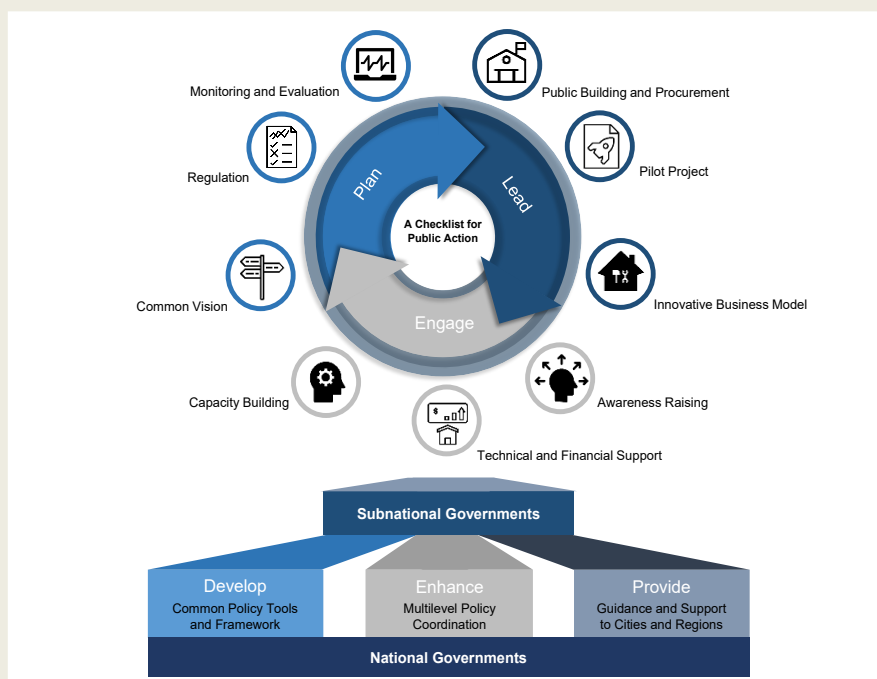 Monitoring and Evaluation
Public Building and Procurement
Regulation
Pilot Project
Plan
Lead
A Checklist for
Public Action
Common Vision
Innovative Business Model
Engage
Capacity Building
Awareness Raising
$
Technical and Financial Support
Subnational Governments
Develop
Common Policy Tools
and Framework
Enhance
Multilevel Policy
Coordination
Provide
Guidance and Support
to Cities and Regions
National Governments